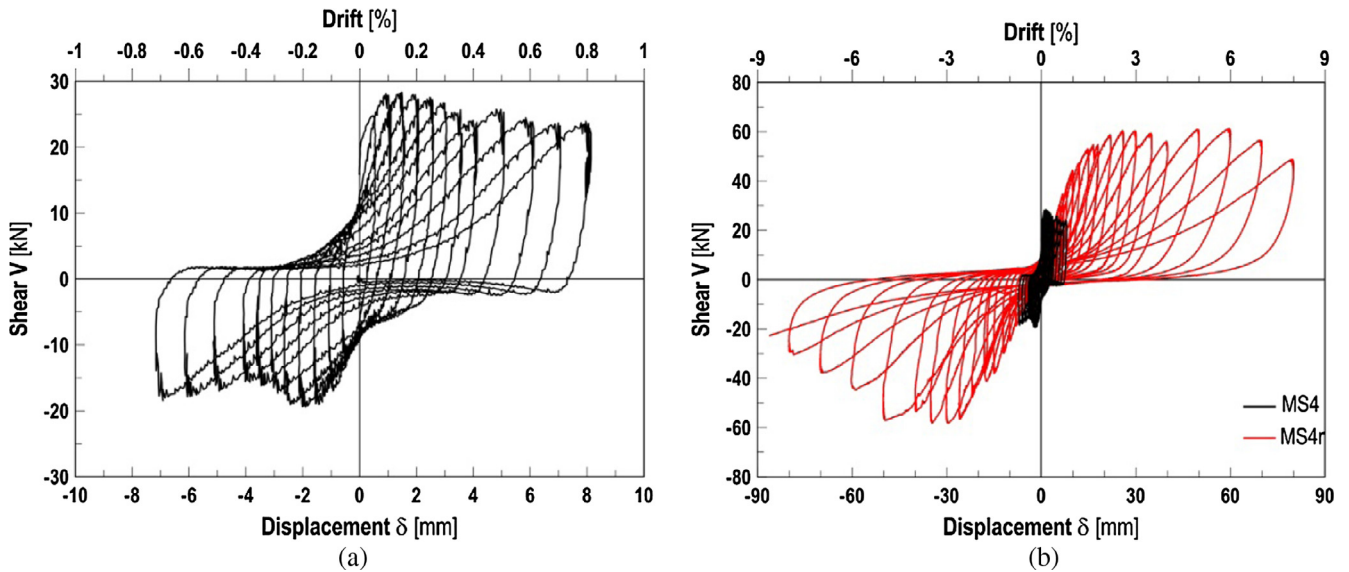 Drift [%]
-1 -0.8 -0.6 -0.4 -0.2 0 0.2 0.4 0.6 0.8 1
30
20
10
0
-10
-20
-30
Shear V [kN]
-10 -8 -6 -4 -2 0 2 4 6 8 10
Displacement δ [mm]
(a)
Drift [%]
-9 -6 -3 0 3 6 9
80
60
40
20
0
-20
-40
-60
-80
Shear V [kN]
MS4
MS4r
-90 -60 -30 0 30 60 90
Displacement δ [mm]
(b)